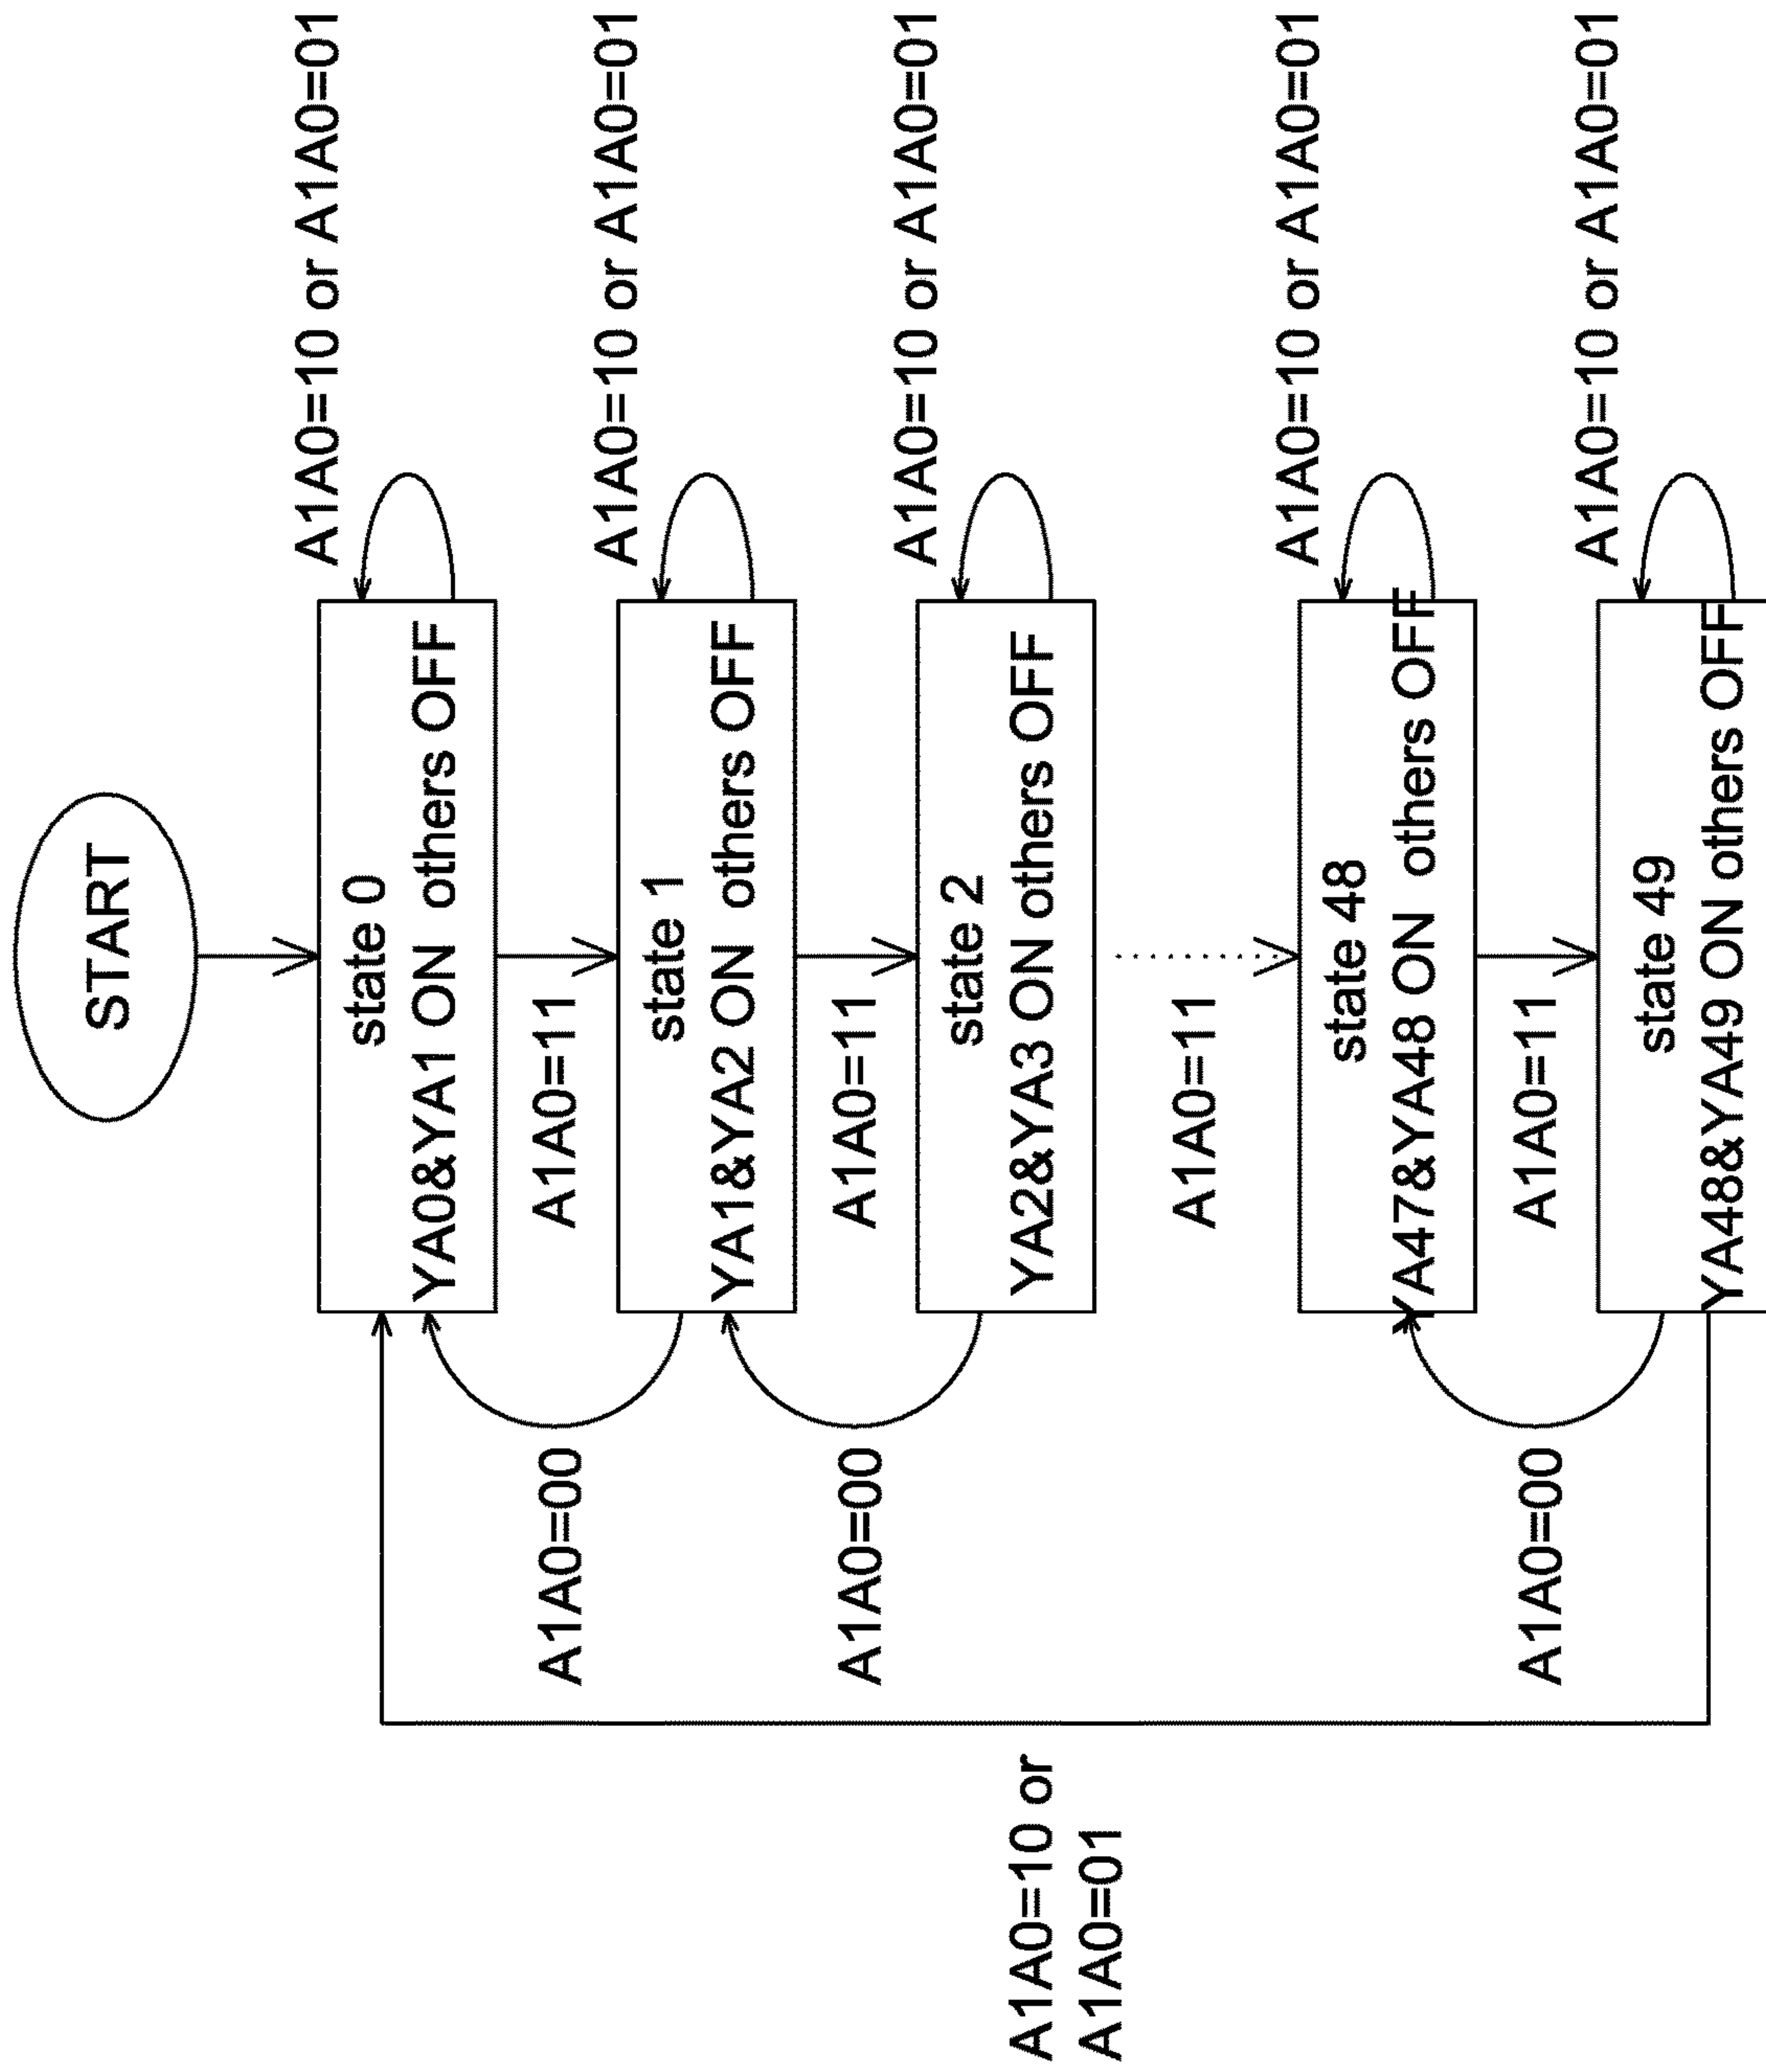 START
A1A0=10 or A1A0=01
state 0
YA0&YA1 ON others OFF
A1A0=00
A1A0=11
A1A0=10 or A1A0=01
state 1
YA1&YA2 ON others OFF
A1A0=00
A1A0=11
A1A0=10 or A1A0=01
state 2
YA2&YA3 ON others OFF
A1A0=10 or
A1A0=01
A1A0=11
A1A0=10 or A1A0=01
state 48
YA47&YA48 ON others OFF
A1A0=00
A1A0=11
A1A0=10 or A1A0=01
state 49
YA48&YA49 ON others OFF